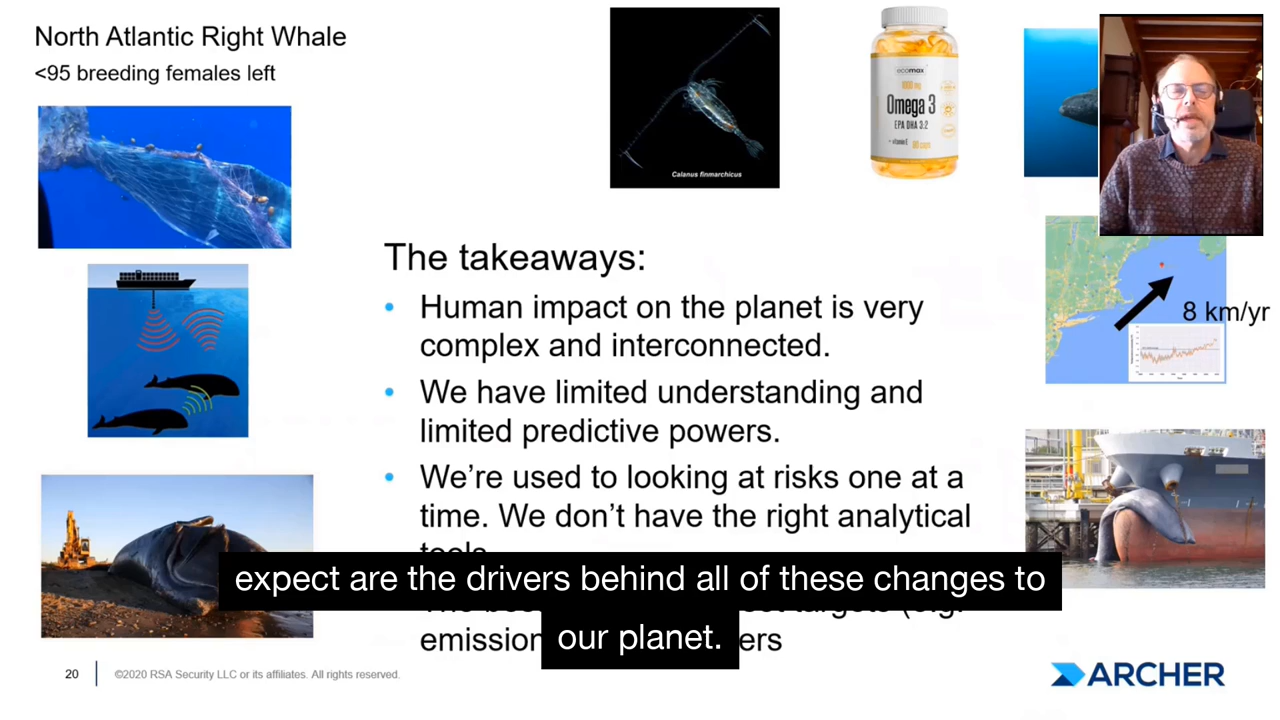 North Atlantic Right Whale
<95 breeding females left
Calanus finmarchicus
ecomax
Omega 3
EPA DHA 3.2
8 km/yr
The takeaways:
• Human impact on the planet is very
complex and interconnected.
• We have limited understanding and
limited predictive powers.
• We're used to looking at risks one at a
time. We don't have the right analytical
expect are the drivers behind all of these changes to
our planet.
20
©2020 RSA Security LLC or its affiliates. All rights reserved.
ARCHER